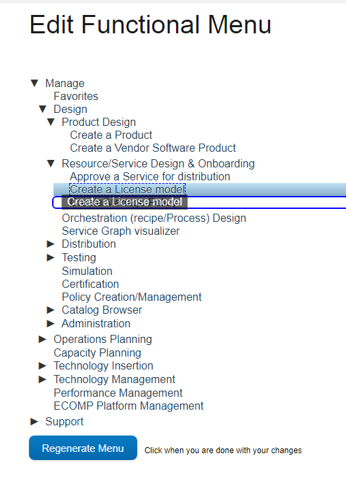 Edit Functional Menu
Manage
Favorites
Design
Product Design
Create a Product
Create a Vendor Software Product
Resource/Service Design & Onboarding
Approve a Service for distribution
Create a License model
Create a License model
Orchestration (recipe/Process) Design
Service Graph visualizer
Distribution
Testing
Simulation
Certification
Policy Creation/Management
Catalog Browser
Administration
Operations Planning
Capacity Planning
Technology Insertion
Technology Management
Performance Management
ECOMP Platform Management
Support
Regenerate Menu Click when you are done with your changes